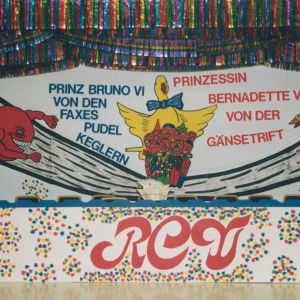 PRINZ BRUNO VI
VON DEN
FAXES
PUDEL
KEGLERN
PRINZESSIN
BERNADETTE V
VON DER
GÄNSETRIFT
RCV